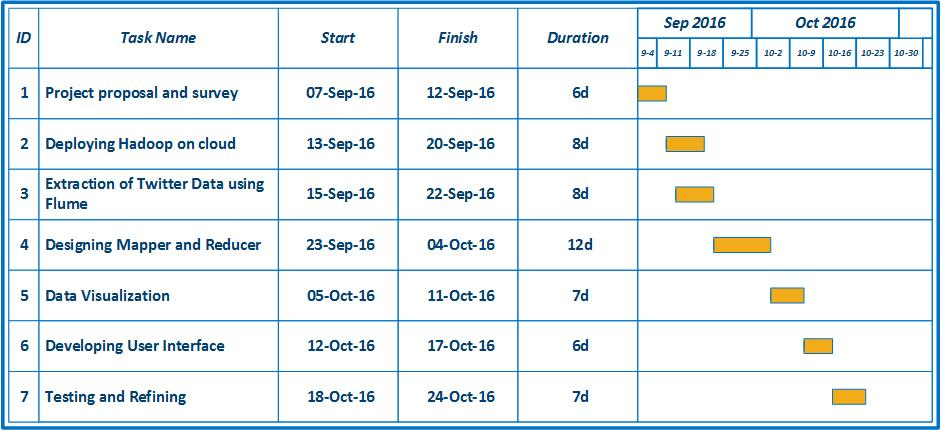 ID Task Name Start Finish Duration Sep 2016 Oct 2016
9-4 9-11 9-18 9-25 10-2 10-9 10-16 10-23 10-30
1 Project proposal and survey 07-Sep-16 12-Sep-16 6d
2 Deploying Hadoop on cloud 13-Sep-16 20-Sep-16 8d
3 Extraction of Twitter Data using Flume 15-Sep-16 22-Sep-16 8d
4 Designing Mapper and Reducer 23-Sep-16 04-Oct-16 12d
5 Data Visualization 05-Oct-16 11-Oct-16 7d
6 Developing User Interface 12-Oct-16 17-Oct-16 6d
7 Testing and Refining 18-Oct-16 24-Oct-16 7d